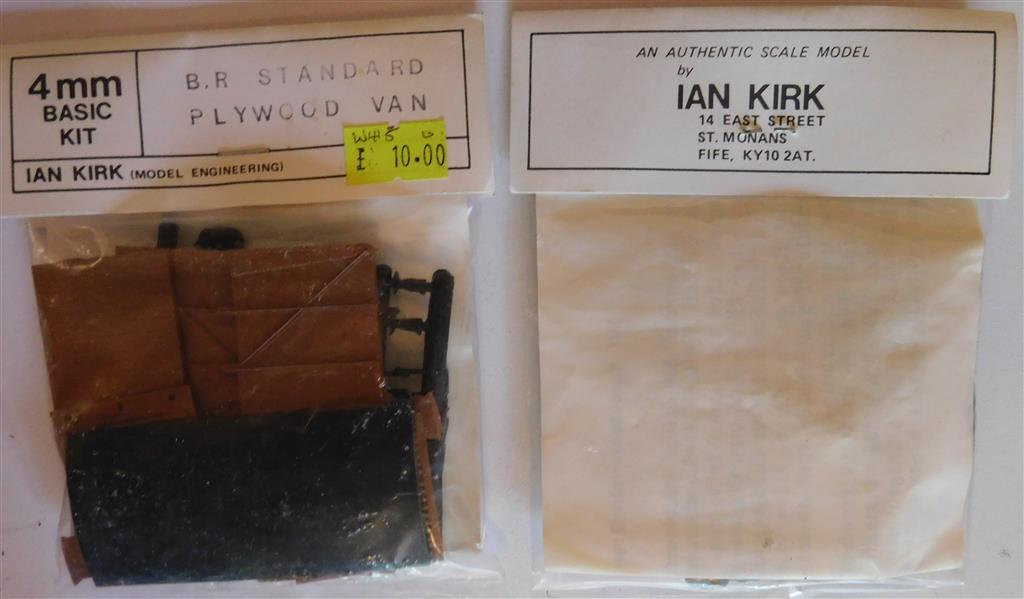 4mm
BASIC
KIT
B.R STANDARD
PLYWOOD VAN
£ 10.00
IAN KIRK (MODEL ENGINEERING)
AN AUTHENTIC SCALE MODEL
by
IAN KIRK
14 EAST STREET
ST. MONANS
FIFE, KY10 2AT.